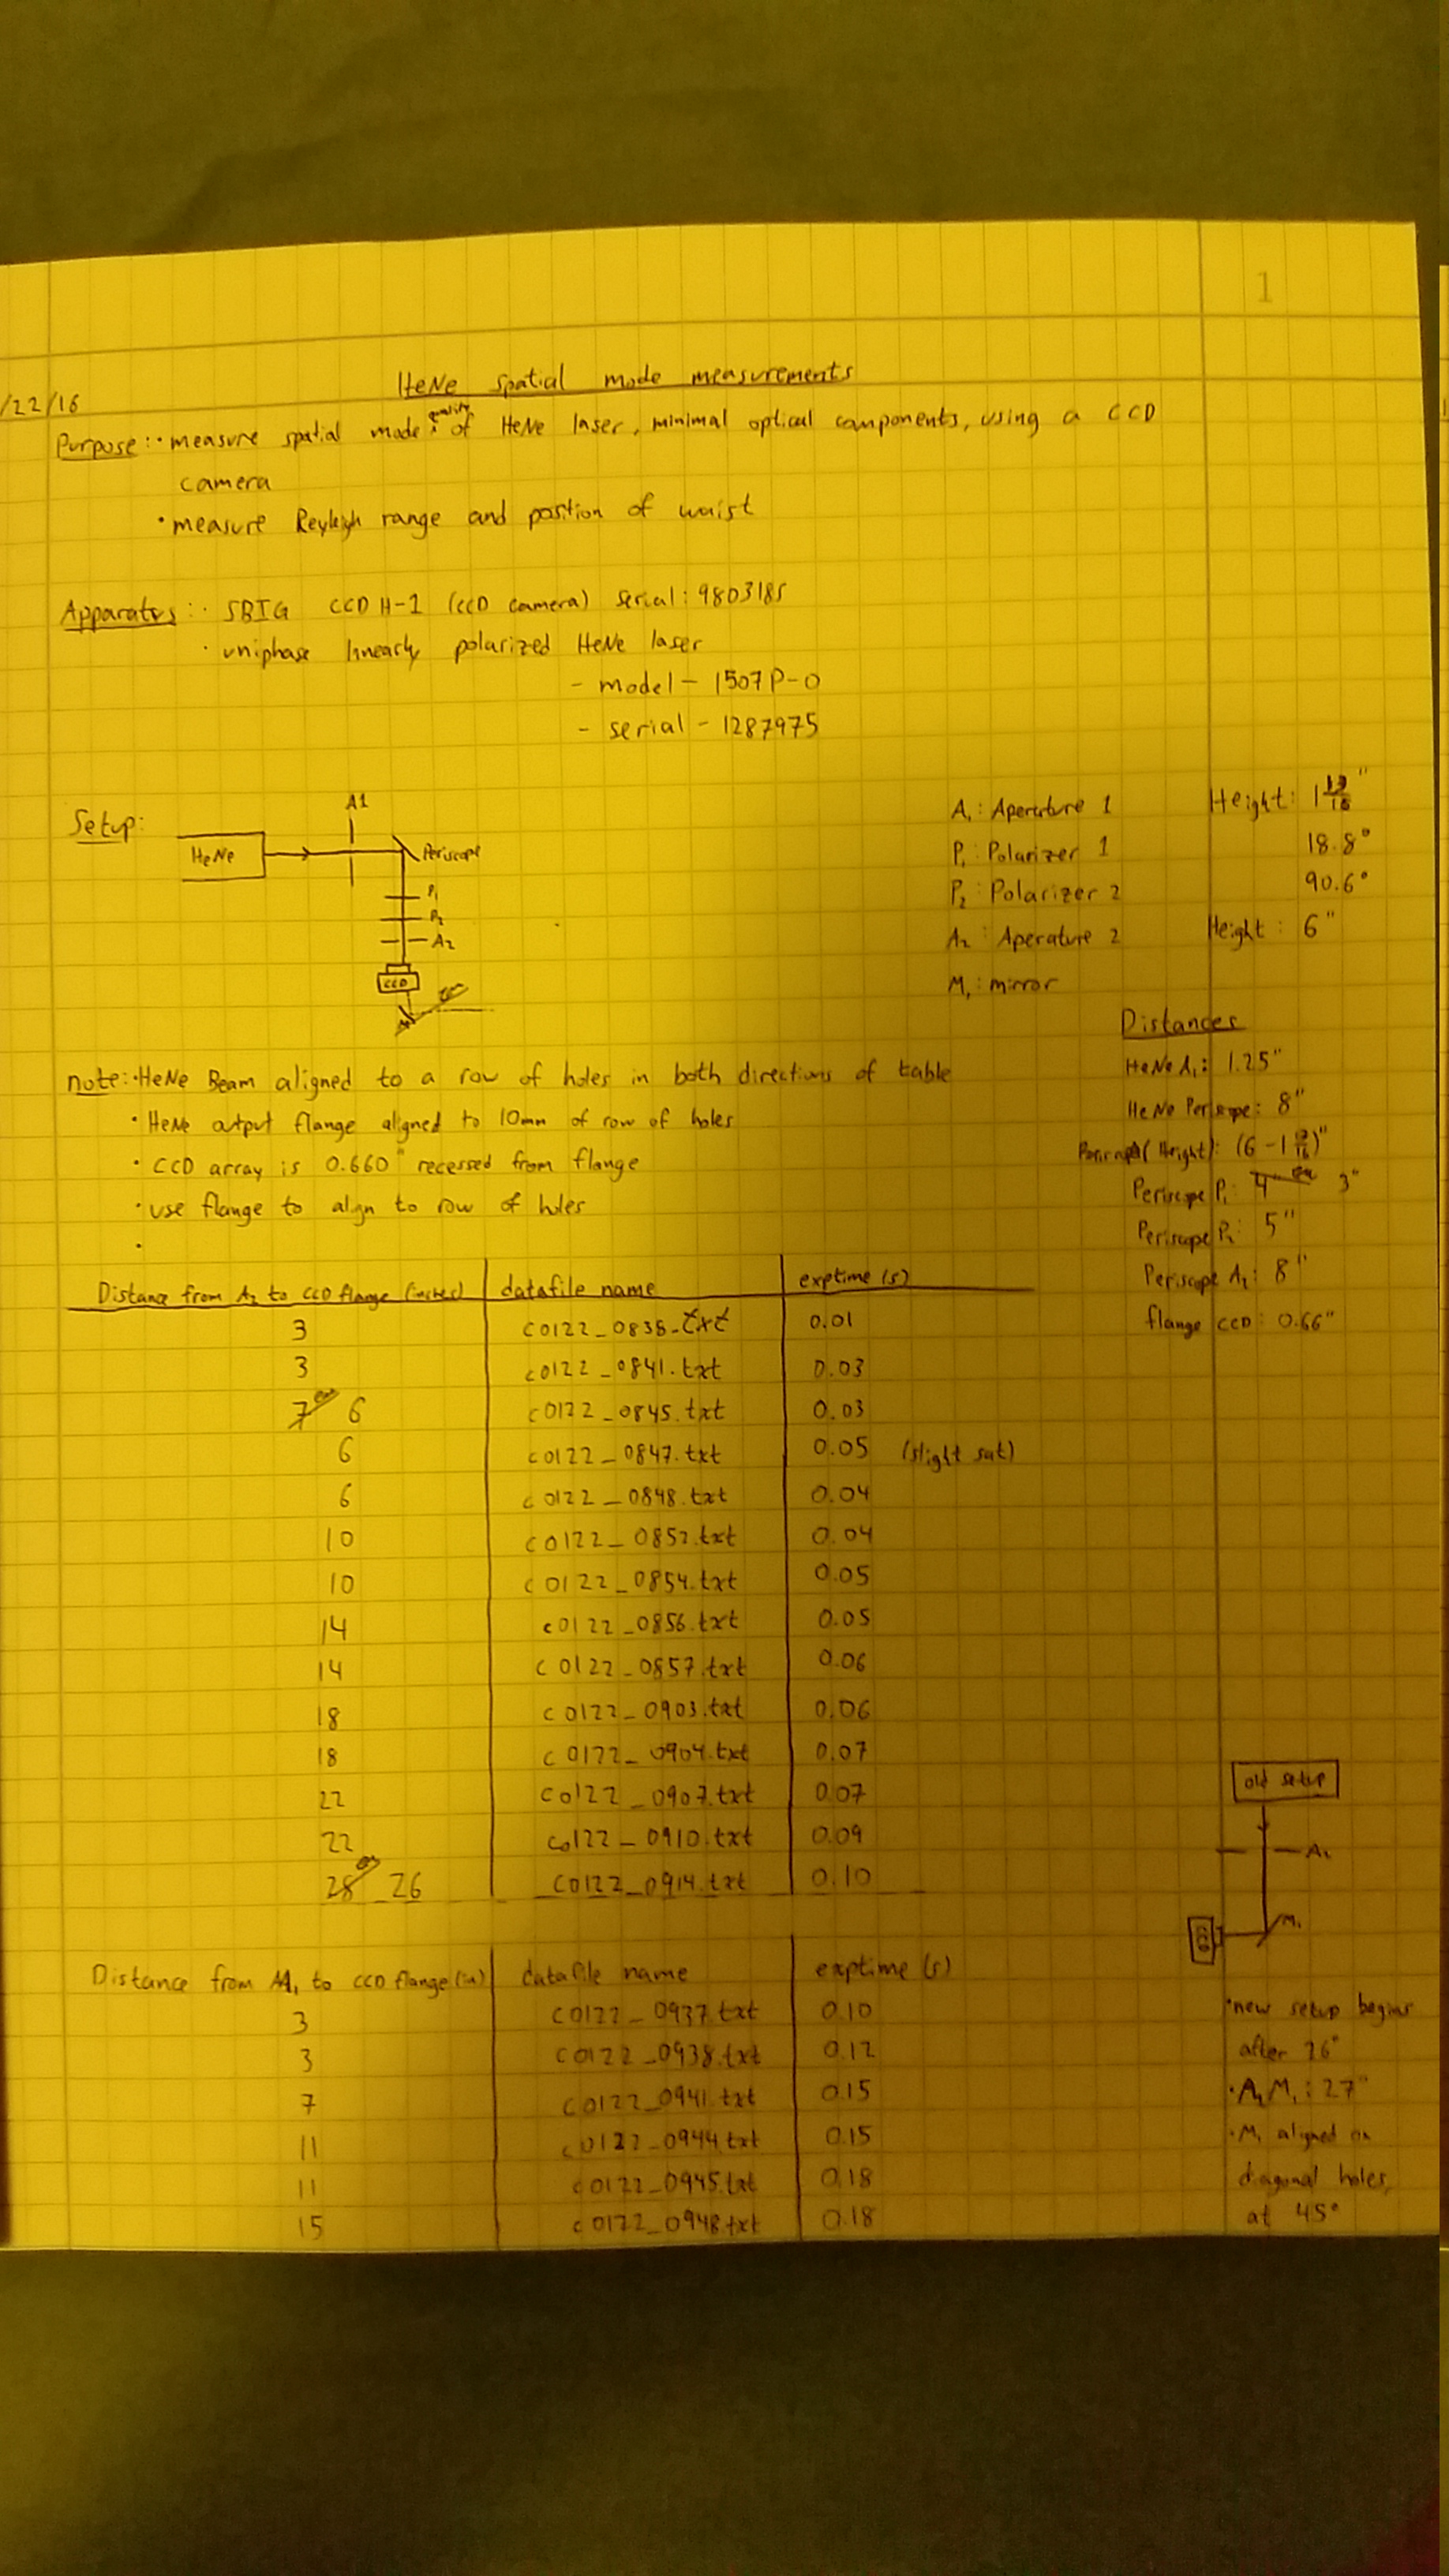 1
HeNe spatial mode measurements
/22/16
Purpose: · measure spatial mode quality of HeNe laser, minimal optical components, using a CCD
camera
· measure Reyleigh range and position of waist
Apparatus: · SBIG CCD H-1 (CCD camera) serial: 9803185
· uniphase linearly polarized HeNe laser
- model - 1507P-0
- serial - 1287975
Setup:
A1
HeNe
Periscope
P1
P2
A2
CCD
A1: Aperature 1 Height: 1 13/16"
P1: Polarizer 1 18.8°
P2: Polarizer 2 90.6°
A2: Aperature 2 Height: 6"
M1: mirror
Distances
HeNe A1: 1.25"
HeNe Periscope: 8"
(Height): (6 - 1 13/16)"
Periscope P1: 4 3"
Periscope P2: 5"
Periscope A2: 8"
flange CCD: 0.66"
note: · HeNe Beam aligned to a row of holes in both directions of table
· HeNe output flange aligned to 10mm of row of holes
· CCD array is 0.660" recessed from flange
· use flange to align to row of holes
·
Distance from A2 to CCD flange (inches) datafile name exptime (s)
3 c0122_0838.txt 0.01
3 c0122_0841.txt 0.03
7 6 c0122_0845.txt 0.03
6 c0122_0847.txt 0.05 (slight sat)
6 c0122_0848.txt 0.04
10 c0122_0852.txt 0.04
10 c0122_0854.txt 0.05
14 c0122_0856.txt 0.05
14 c0122_0857.txt 0.06
18 c0122_0903.txt 0.06
18 c0122_0904.txt 0.07
22 c0122_0907.txt 0.07
22 c0122_0910.txt 0.09
28 26 c0122_0914.txt 0.10
old setup
A2
M1
CCD
Distance from M1 to CCD flange (in) datafile name exptime (s)
3 c0122_0937.txt 0.10
3 c0122_0938.txt 0.12
7 c0122_0941.txt 0.15
11 c0122_0944.txt 0.15
11 c0122_0945.txt 0.18
15 c0122_0948.txt 0.18
· new setup begins
after 26"
· A2 M1: 27"
· M1 aligned on
diagonal holes,
at 45°